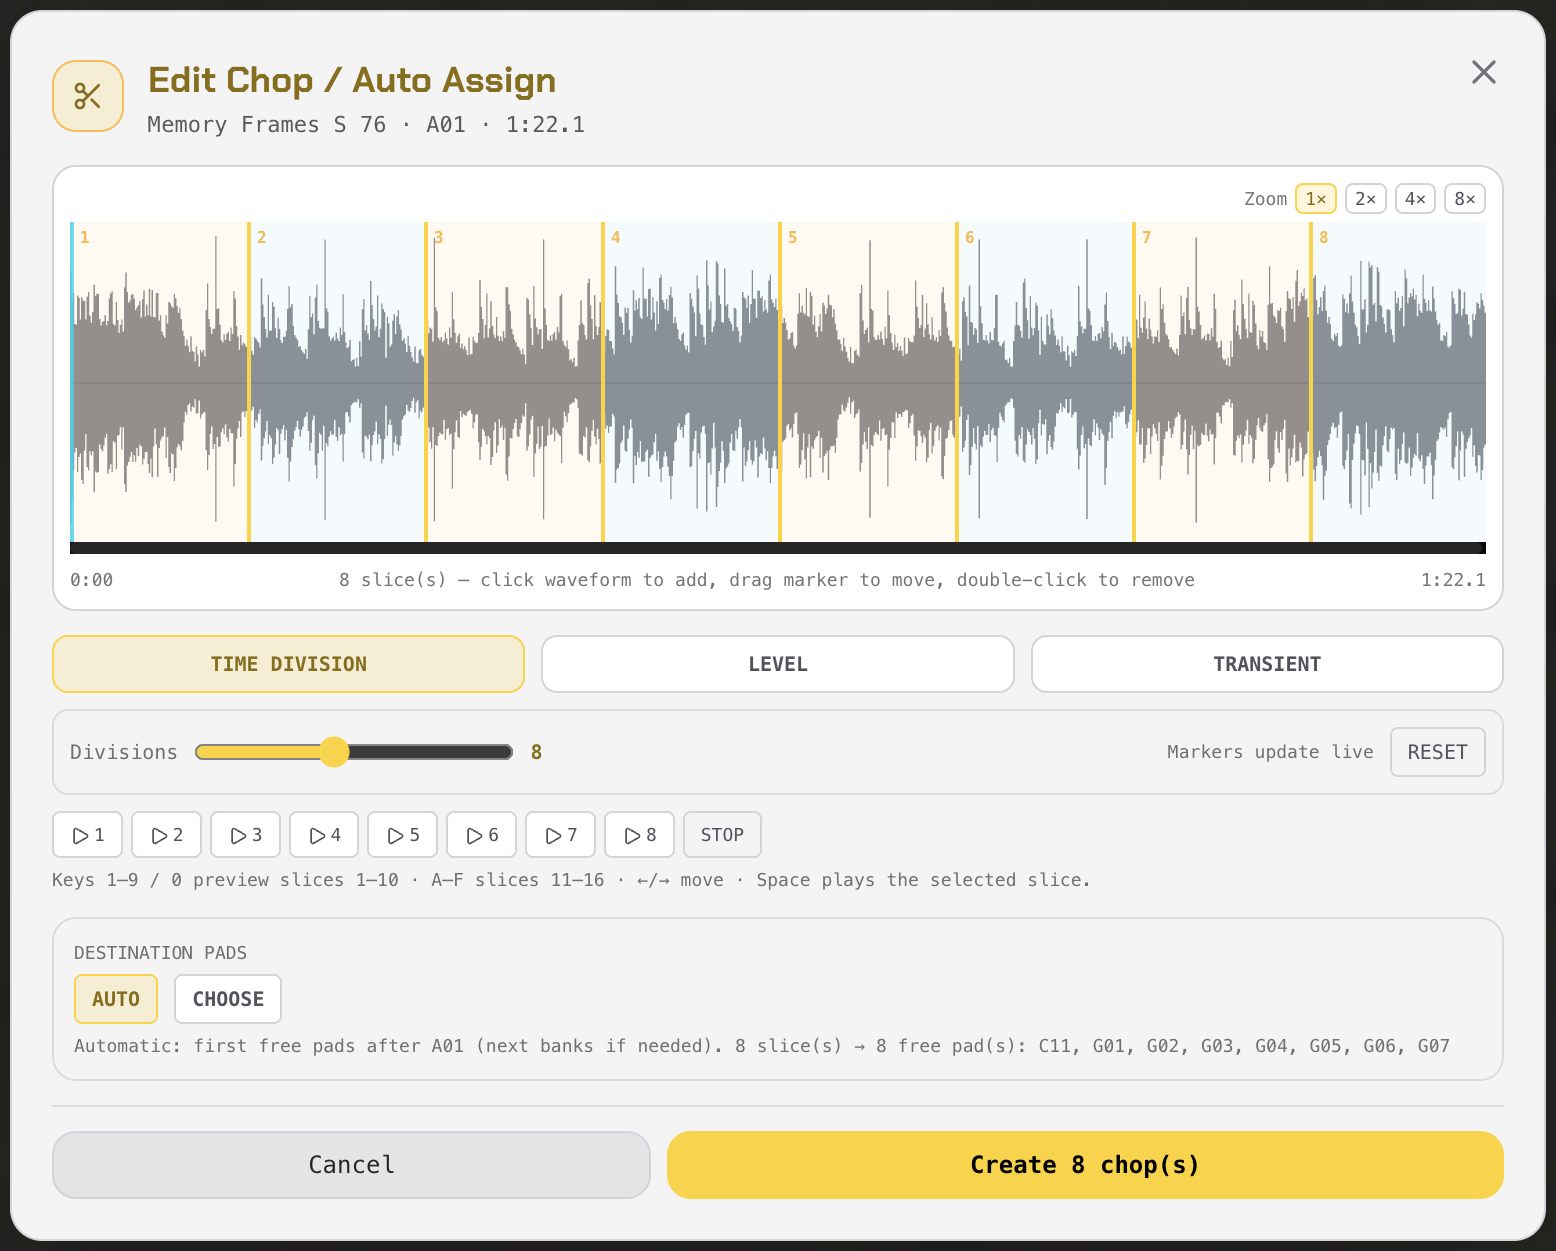 Edit Chop / Auto Assign
Memory Frames S 76 · A01 · 1:22.1
Zoom 1× 2× 4× 8×
1 2 3 4 5 6 7 8
0:00 8 slice(s) — click waveform to add, drag marker to move, double-click to remove 1:22.1
TIME DIVISION LEVEL TRANSIENT
Divisions 8 Markers update live RESET
1 2 3 4 5 6 7 8 STOP
Keys 1–9 / 0 preview slices 1–10 · A–F slices 11–16 · ←/→ move · Space plays the selected slice.
DESTINATION PADS
AUTO CHOOSE
Automatic: first free pads after A01 (next banks if needed). 8 slice(s) → 8 free pad(s): C11, G01, G02, G03, G04, G05, G06, G07
Cancel Create 8 chop(s)